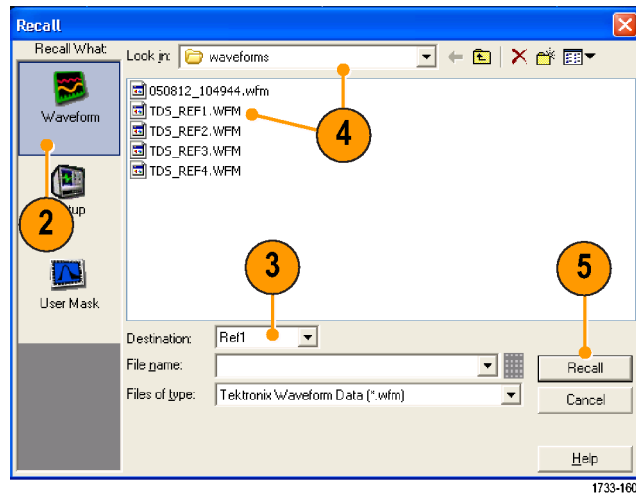 Recall
Recall What:
Look in: waveforms
Waveform
050812_104944.wfm
TDS_REF1.WFM
TDS_REF2.WFM
TDS_REF3.WFM
TDS_REF4.WFM
4
2
3
5
User Mask
Destination: Ref1
File name:
Recall
Files of type: Tektronix Waveform Data (*.wfm)
Cancel
Help
1733-160